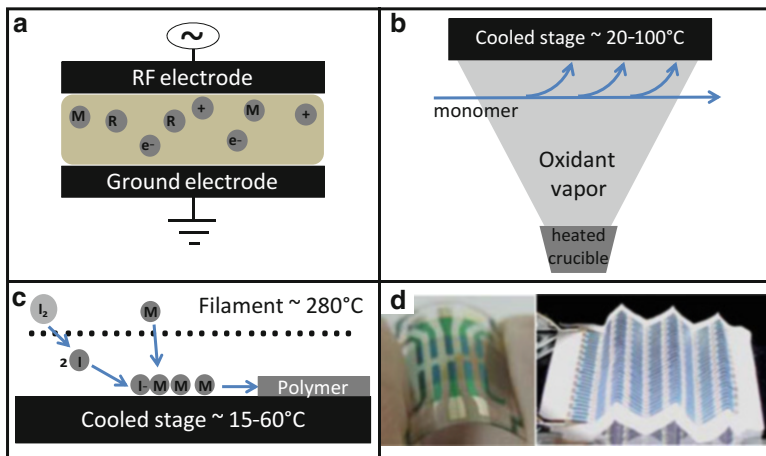 a
~
RF electrode
M R R + M +
e- e-
Ground electrode
b
Cooled stage ~ 20-100°C
monomer
Oxidant
vapor
heated
crucible
c
I₂ M Filament ~ 280°C
2 I
I- M M M Polymer
Cooled stage ~ 15-60°C
d